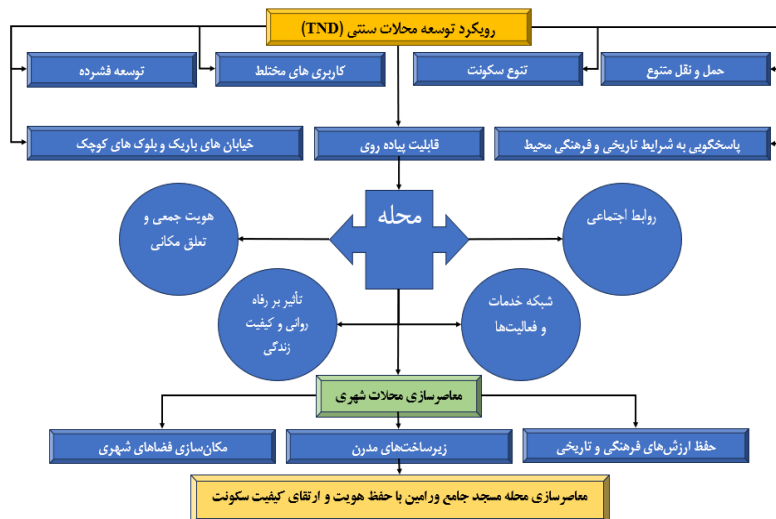 رویکرد توسعه محلات سنتی (TND)
حمل و نقل متنوع
تنوع سکونت
کاربری های مختلط
توسعه فشرده
پاسخگویی به شرایط تاریخی و فرهنگی محیط
قابلیت پیاده روی
خیابان های باریک و بلوک های کوچک
محله
روابط اجتماعی
هویت جمعی و
تعلق مکانی
شبکه خدمات
و فعالیت‌ها
تأثیر بر رفاه
روانی و کیفیت
زندگی
معاصرسازی محلات شهری
حفظ ارزش‌های فرهنگی و تاریخی
زیرساخت‌های مدرن
مکان‌سازی فضاهای شهری
معاصرسازی محله مسجد جامع ورامین با حفظ هویت و ارتقای کیفیت سکونت